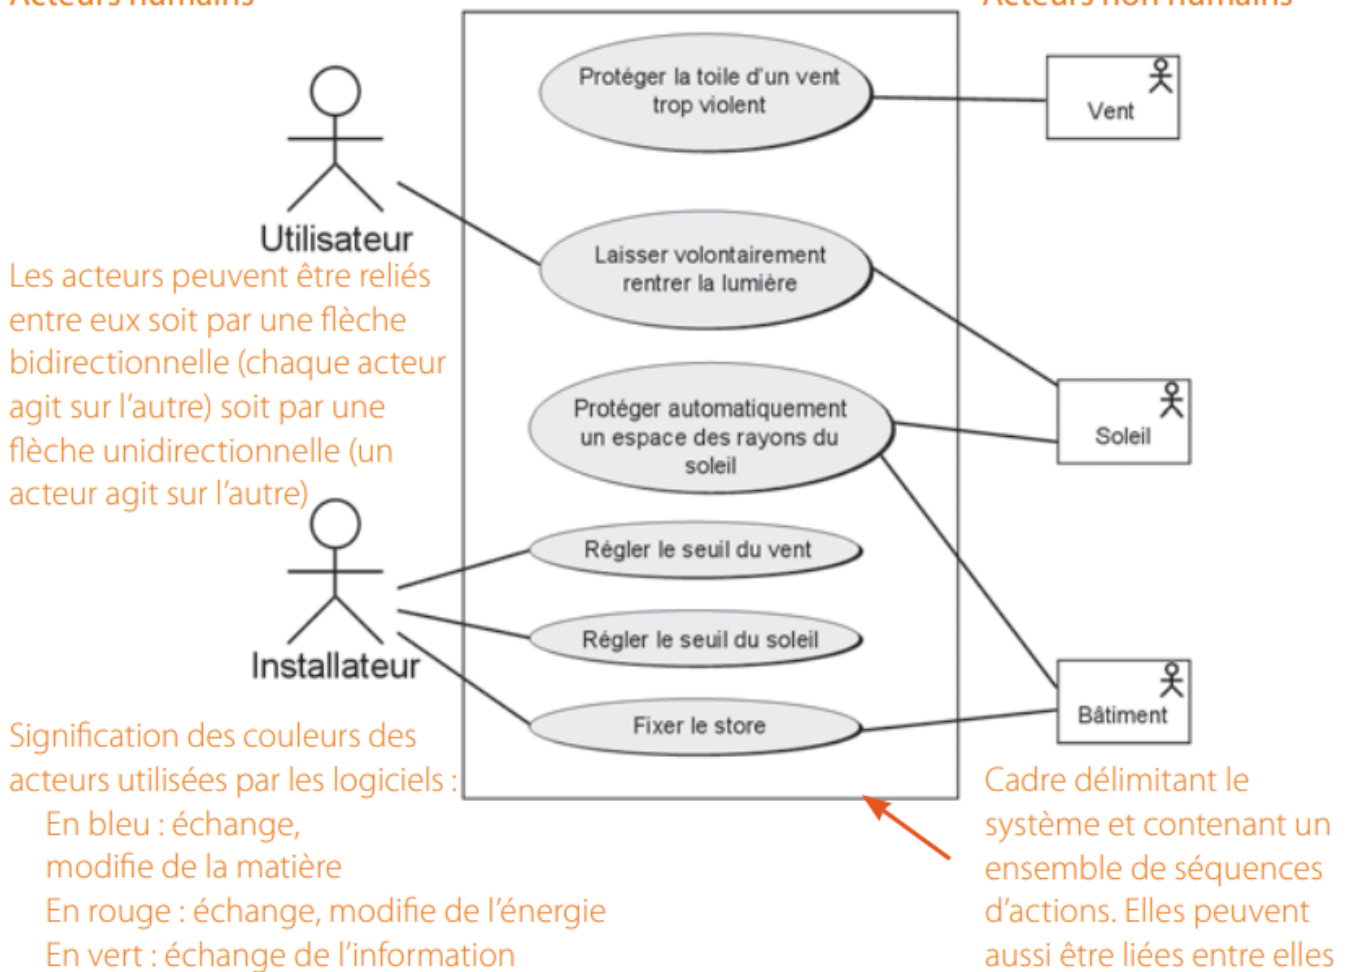 Acteurs humains
Acteurs non humains
Protéger la toile d'un vent
trop violent
Vent
Utilisateur
Laisser volontairement
rentrer la lumière
Les acteurs peuvent être reliés
entre eux soit par une flèche
bidirectionnelle (chaque acteur
agit sur l'autre) soit par une
flèche unidirectionnelle (un
acteur agit sur l'autre)
Protéger automatiquement
un espace des rayons du
soleil
Soleil
Régler le seuil du vent
Régler le seuil du soleil
Installateur
Fixer le store
Bâtiment
Signification des couleurs des
acteurs utilisées par les logiciels :
En bleu : échange,
modifie de la matière
En rouge : échange, modifie de l'énergie
En vert : échange de l'information
Cadre délimitant le
système et contenant un
ensemble de séquences
d'actions. Elles peuvent
aussi être liées entre elles